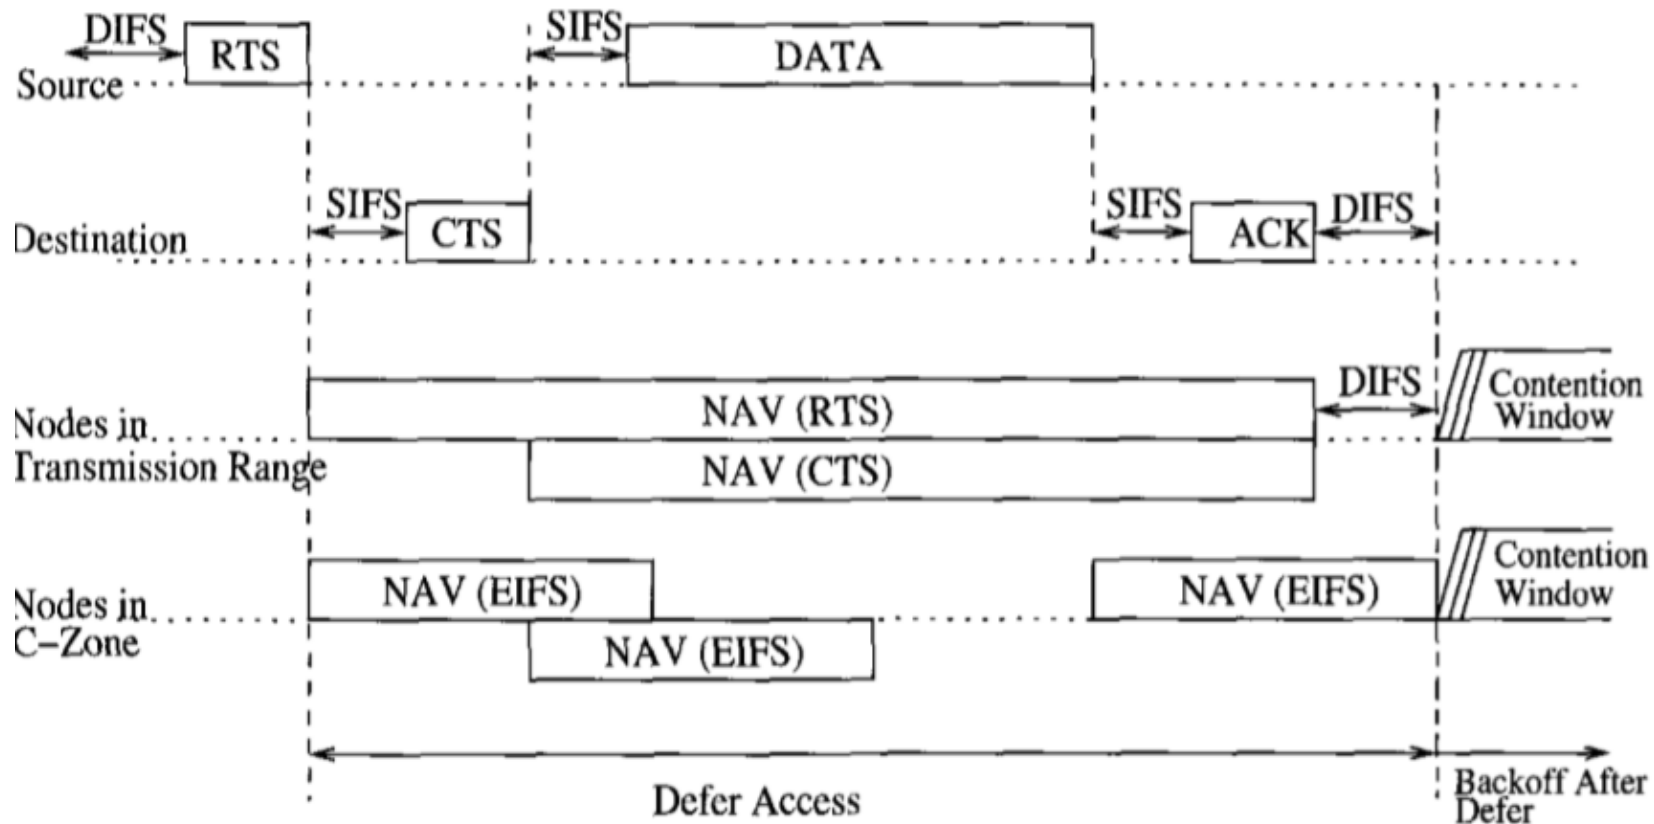 DIFS
RTS
SIFS
DATA
Source
SIFS
CTS
SIFS
ACK
DIFS
Destination
NAV (RTS)
DIFS
Contention
Window
Nodes in
Transmission Range
NAV (CTS)
NAV (EIFS)
NAV (EIFS)
Contention
Window
Nodes in
C-Zone
NAV (EIFS)
Defer Access
Backoff After
Defer